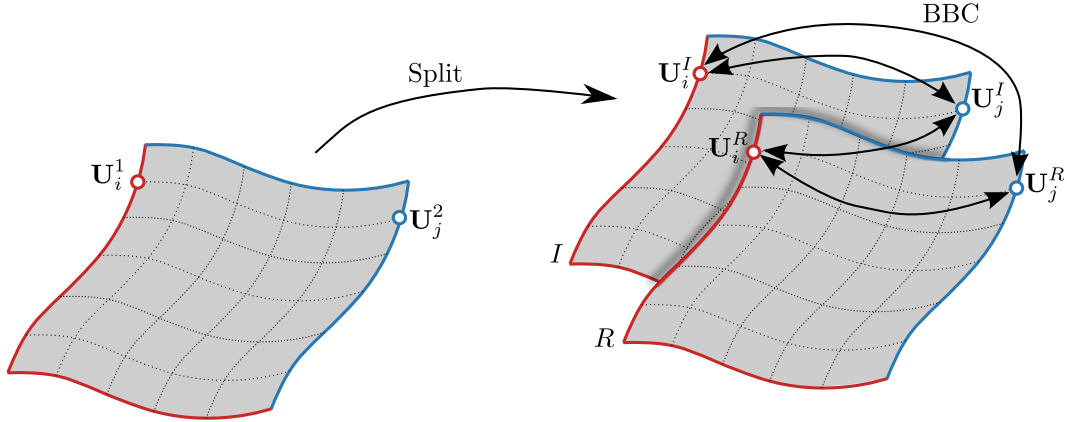 BBC
Split
U_i^I
U_j^I
U_i^R
U_i^1
U_j^R
U_j^2
I
R